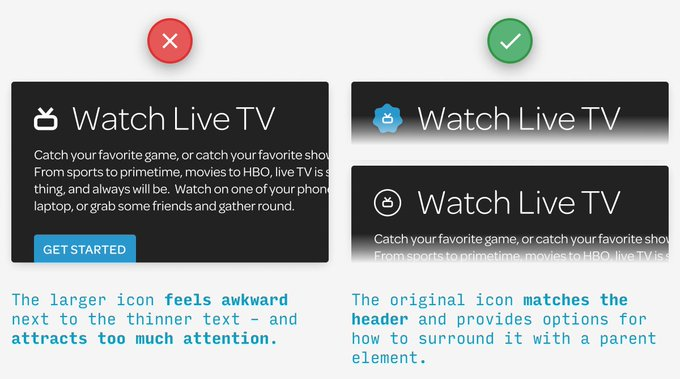 Watch Live TV
Catch your favorite game, or catch your favorite show
From sports to primetime, movies to HBO, live TV is s
thing, and always will be. Watch on one of your phone
laptop, or grab some friends and gather round.
GET STARTED
The larger icon feels awkward
next to the thinner text – and
attracts too much attention.
Watch Live TV
Watch Live TV
Catch your favorite game, or catch your favorite show
From sports to primetime, movies to HBO, live TV is s
The original icon matches the
header and provides options for
how to surround it with a parent
element.